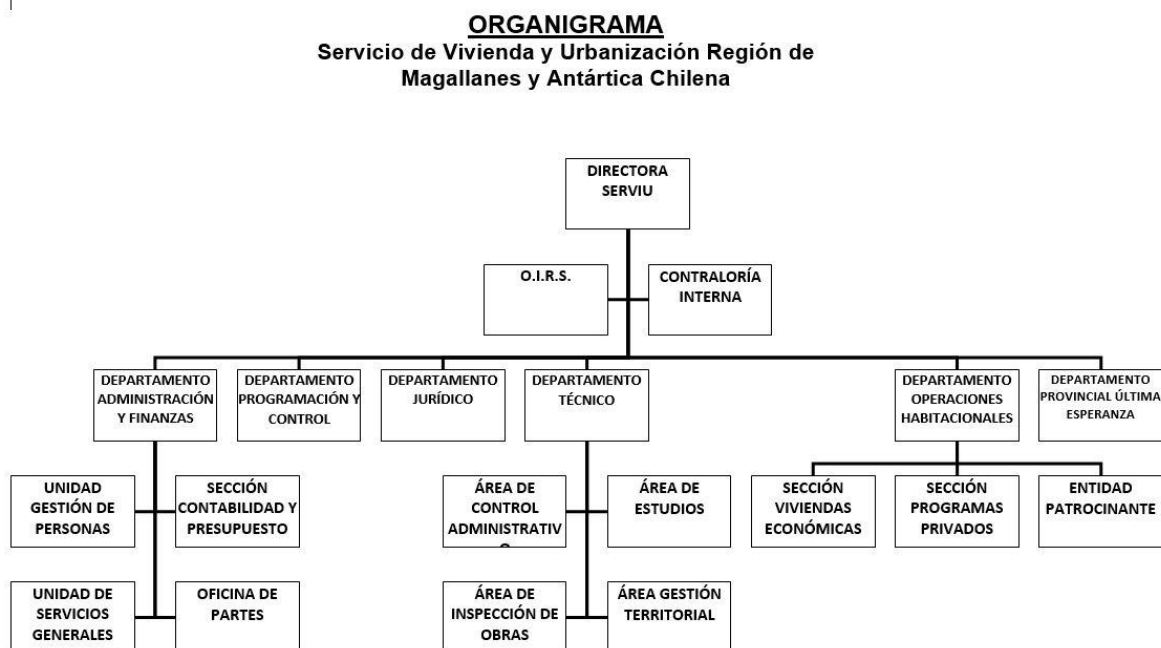 ORGANIGRAMA
Servicio de Vivienda y Urbanización Región de
Magallanes y Antártica Chilena
DIRECTORA
SERVIU
O.I.R.S.
CONTRALORÍA
INTERNA
DEPARTAMENTO
ADMINISTRACIÓN
Y FINANZAS
DEPARTAMENTO
PROGRAMACIÓN Y
CONTROL
DEPARTAMENTO
JURÍDICO
DEPARTAMENTO
TÉCNICO
DEPARTAMENTO
OPERACIONES
HABITACIONALES
DEPARTAMENTO
PROVINCIAL ÚLTIMA
ESPERANZA
UNIDAD
GESTIÓN DE
PERSONAS
SECCIÓN
CONTABILIDAD Y
PRESUPUESTO
ÁREA DE
CONTROL
ADMINISTRATIV
O
ÁREA DE
ESTUDIOS
SECCIÓN
VIVIENDAS
ECONÓMICAS
SECCIÓN
PROGRAMAS
PRIVADOS
ENTIDAD
PATROCINANTE
UNIDAD DE
SERVICIOS
GENERALES
OFICINA DE
PARTES
ÁREA DE
INSPECCIÓN DE
OBRAS
ÁREA GESTIÓN
TERRITORIAL